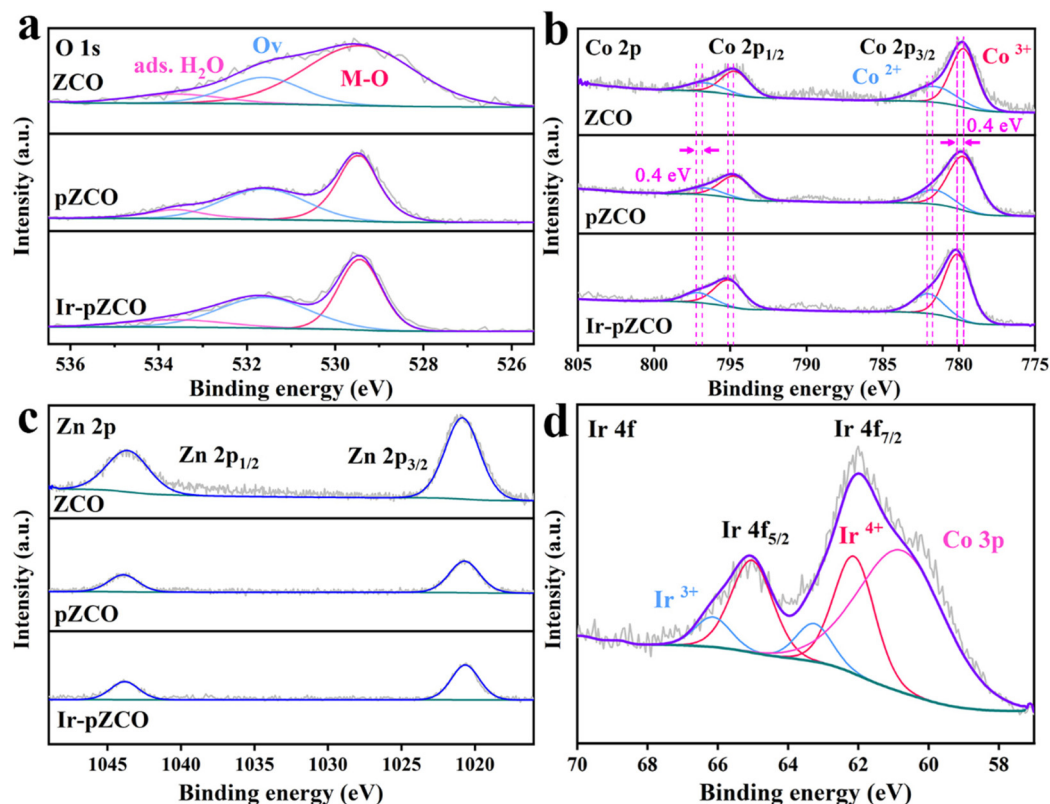 a
O 1s
ZCO
ads. H₂O
Ov
M-O
pZCO
Ir-pZCO
Intensity (a.u.)
536 534 532 530 528 526
Binding energy (eV)
b
Co 2p
Co 2p₁/₂
Co 2p₃/₂
Co ²⁺
Co ³⁺
ZCO
0.4 eV
0.4 eV
pZCO
Ir-pZCO
Intensity (a.u.)
805 800 795 790 785 780 775
Binding energy (eV)
c
Zn 2p
Zn 2p₁/₂
Zn 2p₃/₂
ZCO
pZCO
Ir-pZCO
Intensity (a.u.)
1045 1040 1035 1030 1025 1020
Binding energy (eV)
d
Ir 4f
Ir 4f₇/₂
Ir 4f₅/₂
Ir ⁴⁺
Co 3p
Ir ³⁺
Intensity (a.u.)
70 68 66 64 62 60 58
Binding energy (eV)